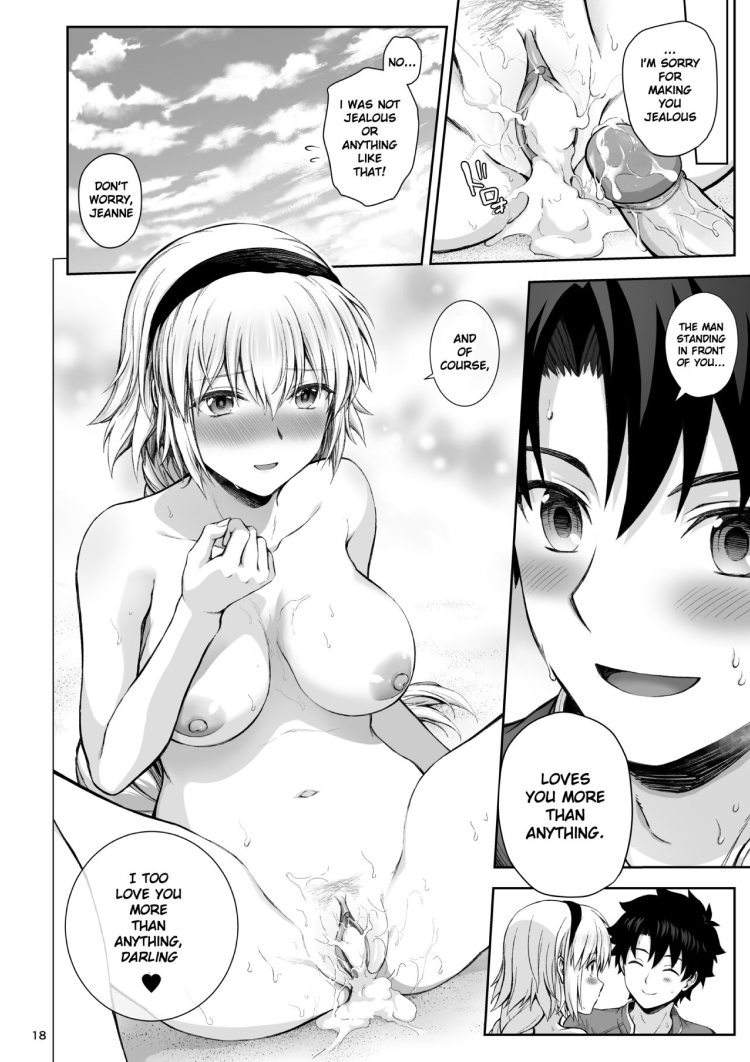 ...
I'M SORRY
FOR
MAKING
YOU
JEALOUS
ドロォ
NO...
I WAS NOT
JEALOUS
OR
ANYTHING
LIKE
THAT!
DON'T
WORRY,
JEANNE
THE MAN
STANDING
IN FRONT
OF YOU...
AND
OF
COURSE,
LOVES
YOU MORE
THAN
ANYTHING.
I TOO
LOVE YOU
MORE
THAN
ANYTHING,
DARLING
♥
18